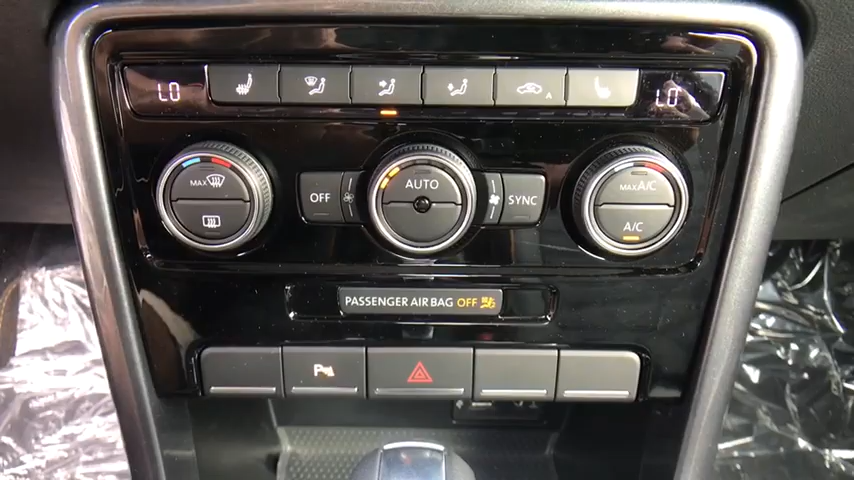 LO
A
LO
MAX
OFF
AUTO
SYNC
MAX A/C
A/C
PASSENGER AIR BAG OFF
P